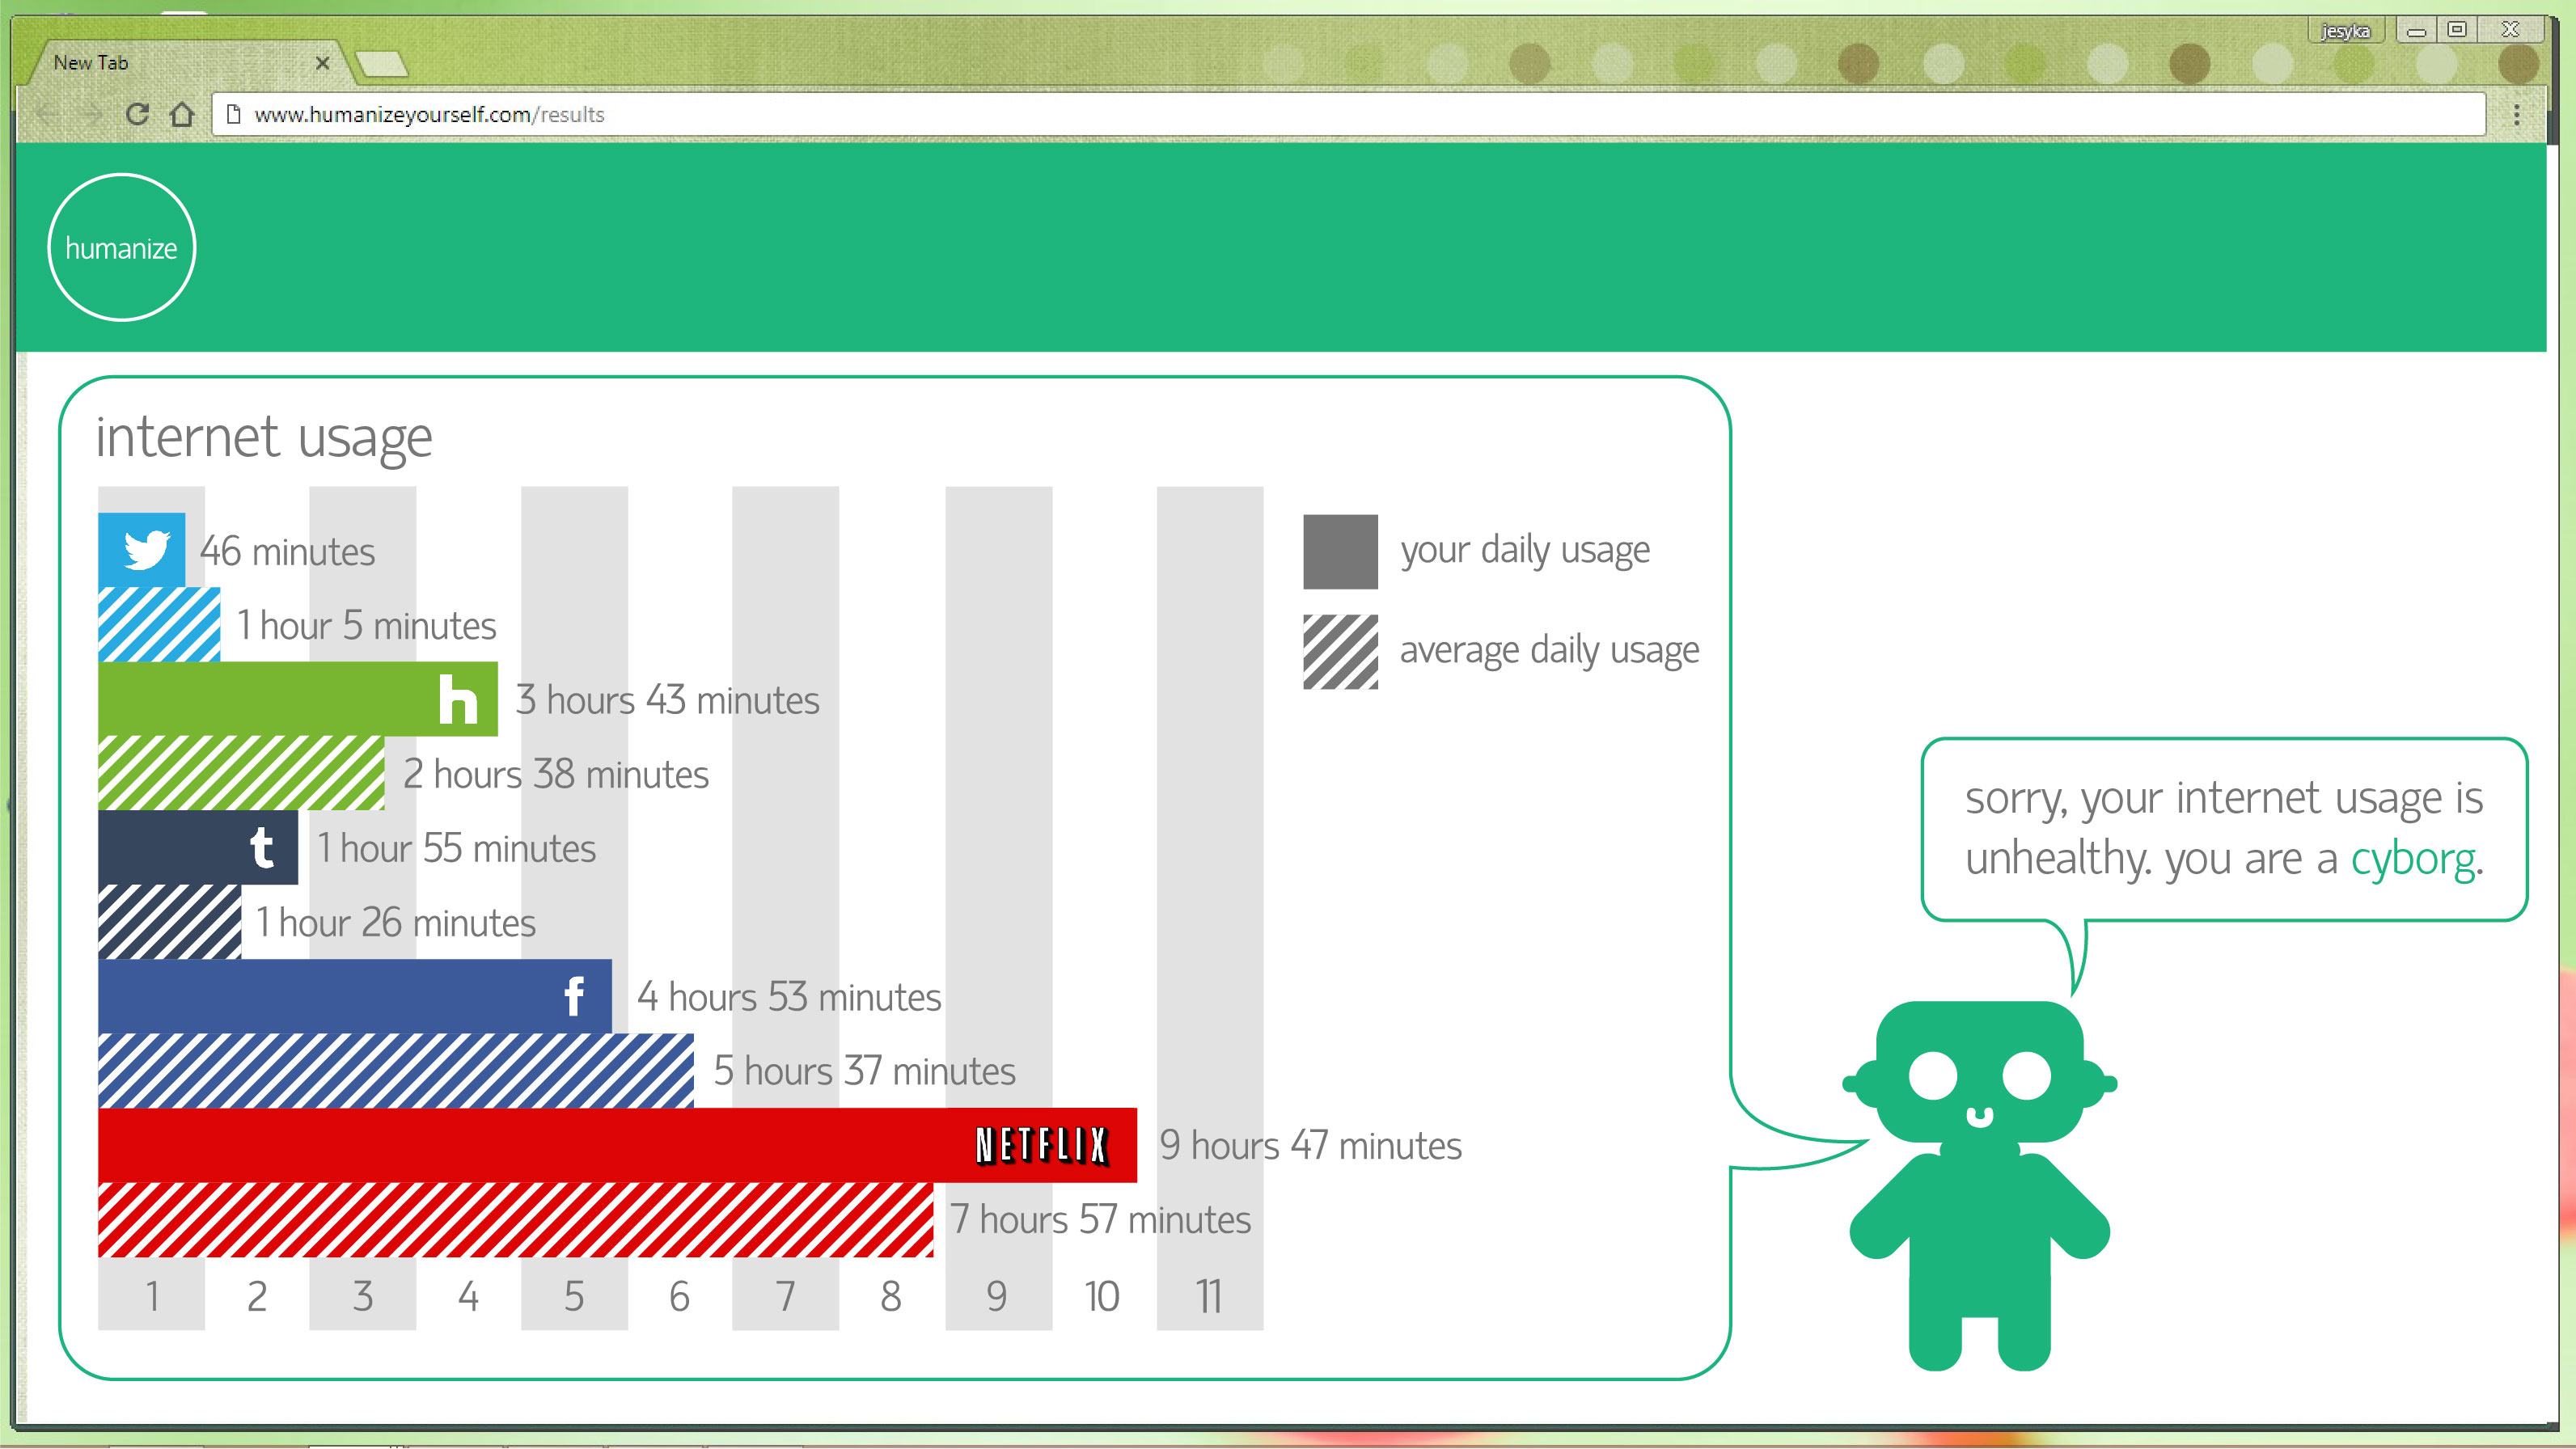 jesyka
New Tab
www.humanizeyourself.com/results
humanize
internet usage
46 minutes
1 hour 5 minutes
h
3 hours 43 minutes
2 hours 38 minutes
t
1 hour 55 minutes
1 hour 26 minutes
f
4 hours 53 minutes
5 hours 37 minutes
NETFLIX
9 hours 47 minutes
7 hours 57 minutes
1 2 3 4 5 6 7 8 9 10 11
your daily usage
average daily usage
sorry, your internet usage is
unhealthy. you are a cyborg.